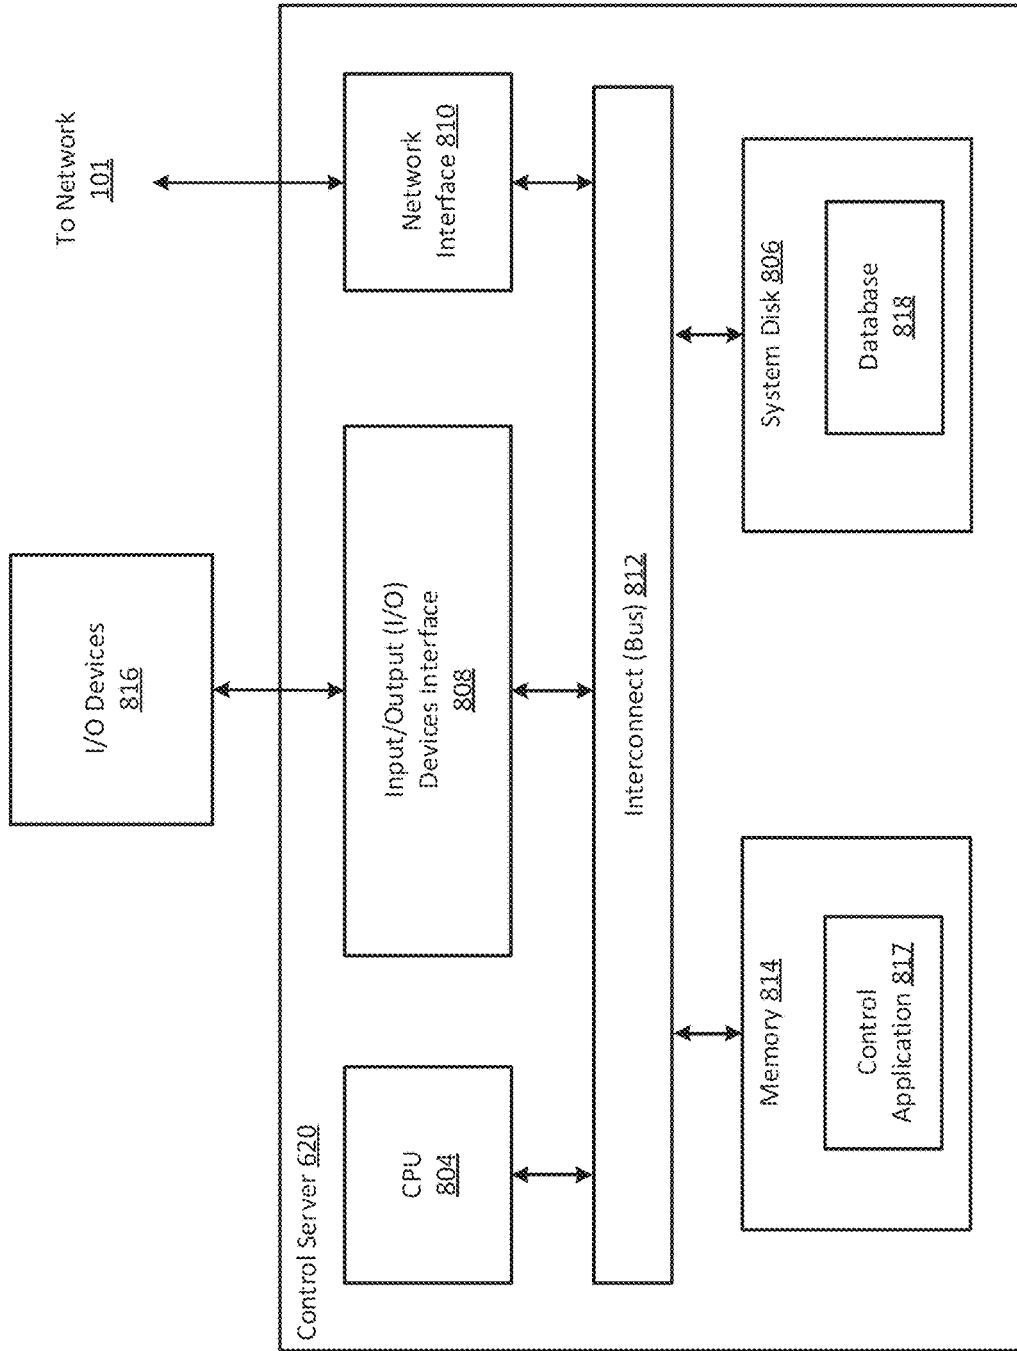 I/O Devices
816
To Network
101
Control Server 620
CPU
804
Input/Output (I/O)
Devices Interface
808
Network
Interface 810
Interconnect (Bus) 812
Memory 814
Control
Application 817
System Disk 806
Database
818